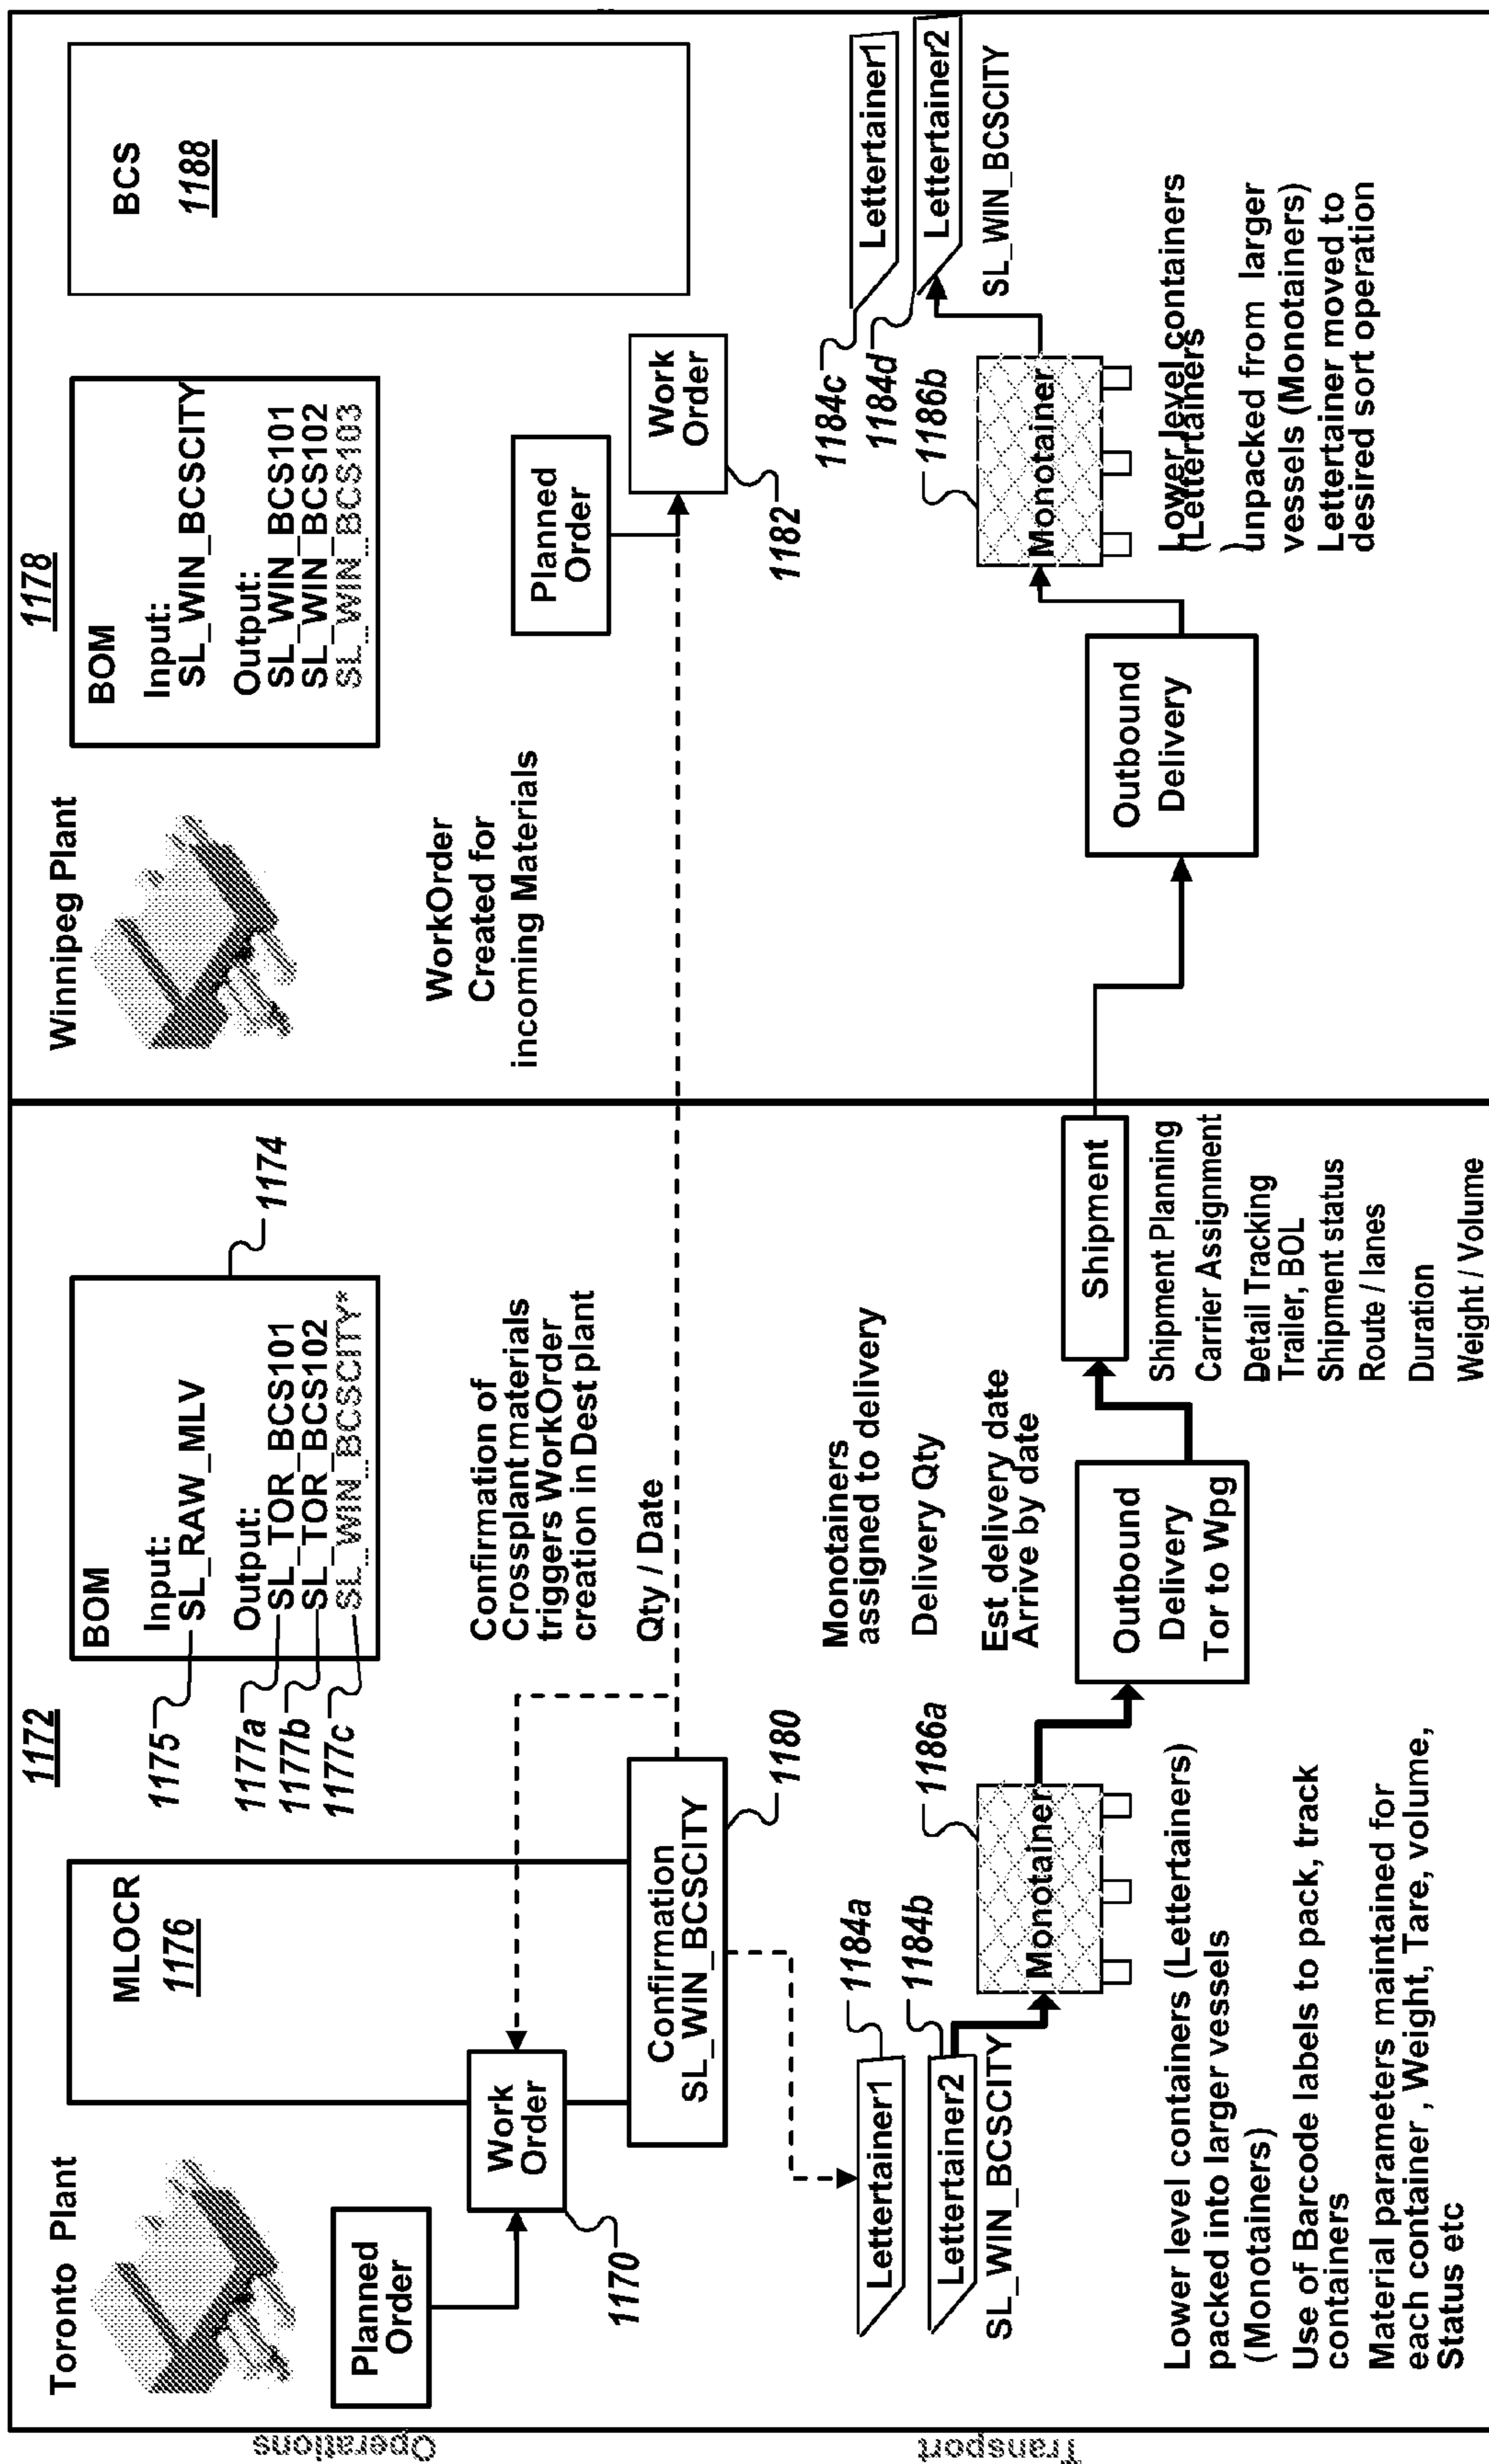 Operations
Transport
Toronto Plant
1172
Planned
Order
Work
Order
1170
MLOCR
1176
BOM
Input:
SL_RAW_MLV
Output:
SL_TOR_BCS101
SL_TOR_BCS102
SL_WIN_BCSCITY*
1174
1175
1177a
1177b
1177c
Confirmation
SL_WIN_BCSCITY
1180
Confirmation of
Crossplant materials
triggers WorkOrder
creation in Dest plant
Qty / Date
Lettertainer1
1184a
Lettertainer2
1184b
SL_WIN_BCSCITY
Monotainer
1186a
Monotainers
assigned to delivery
Delivery Qty
Est delivery date
Arrive by date
Outbound
Delivery
Tor to Wpg
Shipment
Shipment Planning
Carrier Assignment
Detail Tracking
Trailer, BOL
Shipment status
Route / lanes
Duration
Weight / Volume
Lower level containers (Lettertainers)
packed into larger vessels
(Monotainers)
Use of Barcode labels to pack, track
containers
Material parameters maintained for
each container , Weight, Tare, volume,
Status etc
Winnipeg Plant
1178
BOM
Input:
SL_WIN_BCSCITY
Output:
SL_WIN_BCS101
SL_WIN_BCS102
SL_WIN_BCS103
BCS
1188
WorkOrder
Created for
incoming Materials
Planned
Order
Work
Order
1182
Outbound
Delivery
Monotainer
1186b
Lettertainer1
1184c
Lettertainer2
1184d
SL_WIN_BCSCITY
Lower level containers
(Lettertainers
)
unpacked from larger
vessels (Monotainers)
Lettertainer moved to
desired sort operation